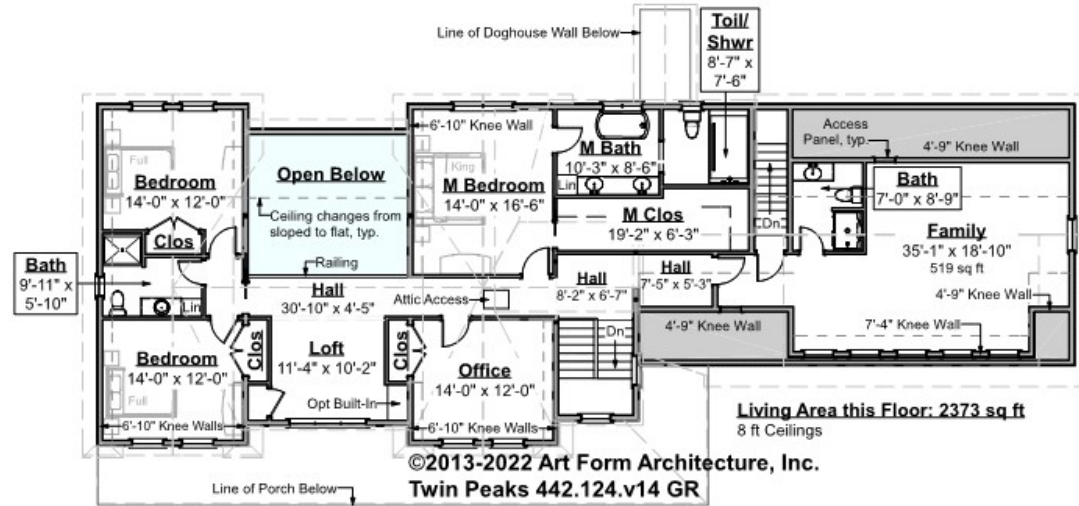 Line of Doghouse Wall Below
Toil/
Shwr
8'-7" x
7'-6"
6'-10" Knee Wall
Access
Panel, typ.
4'-9" Knee Wall
Full
Bedroom
14'-0" x 12'-0"
Clos
Open Below
Ceiling changes from
sloped to flat, typ.
Railing
King
M Bedroom
14'-0" x 16'-6"
M Bath
10'-3" x 8'-6"
Lin
M Clos
19'-2" x 6'-3"
Dn
Bath
7'-0" x 8'-9"
Family
35'-1" x 18'-10"
519 sq ft
Bath
9'-11" x
5'-10"
Lin
Hall
30'-10" x 4'-5"
Attic Access
Hall
8'-2" x 6'-7"
Hall
7'-5" x 5'-3"
4'-9" Knee Wall
4'-9" Knee Wall
7'-4" Knee Wall
Dn
Bedroom
14'-0" x 12'-0"
Full
Clos
Loft
11'-4" x 10'-2"
Clos
Office
14'-0" x 12'-0"
Opt Built-In
6'-10" Knee Walls
6'-10" Knee Walls
Living Area this Floor: 2373 sq ft
8 ft Ceilings
©2013-2022 Art Form Architecture, Inc.
Twin Peaks 442.124.v14 GR
Line of Porch Below